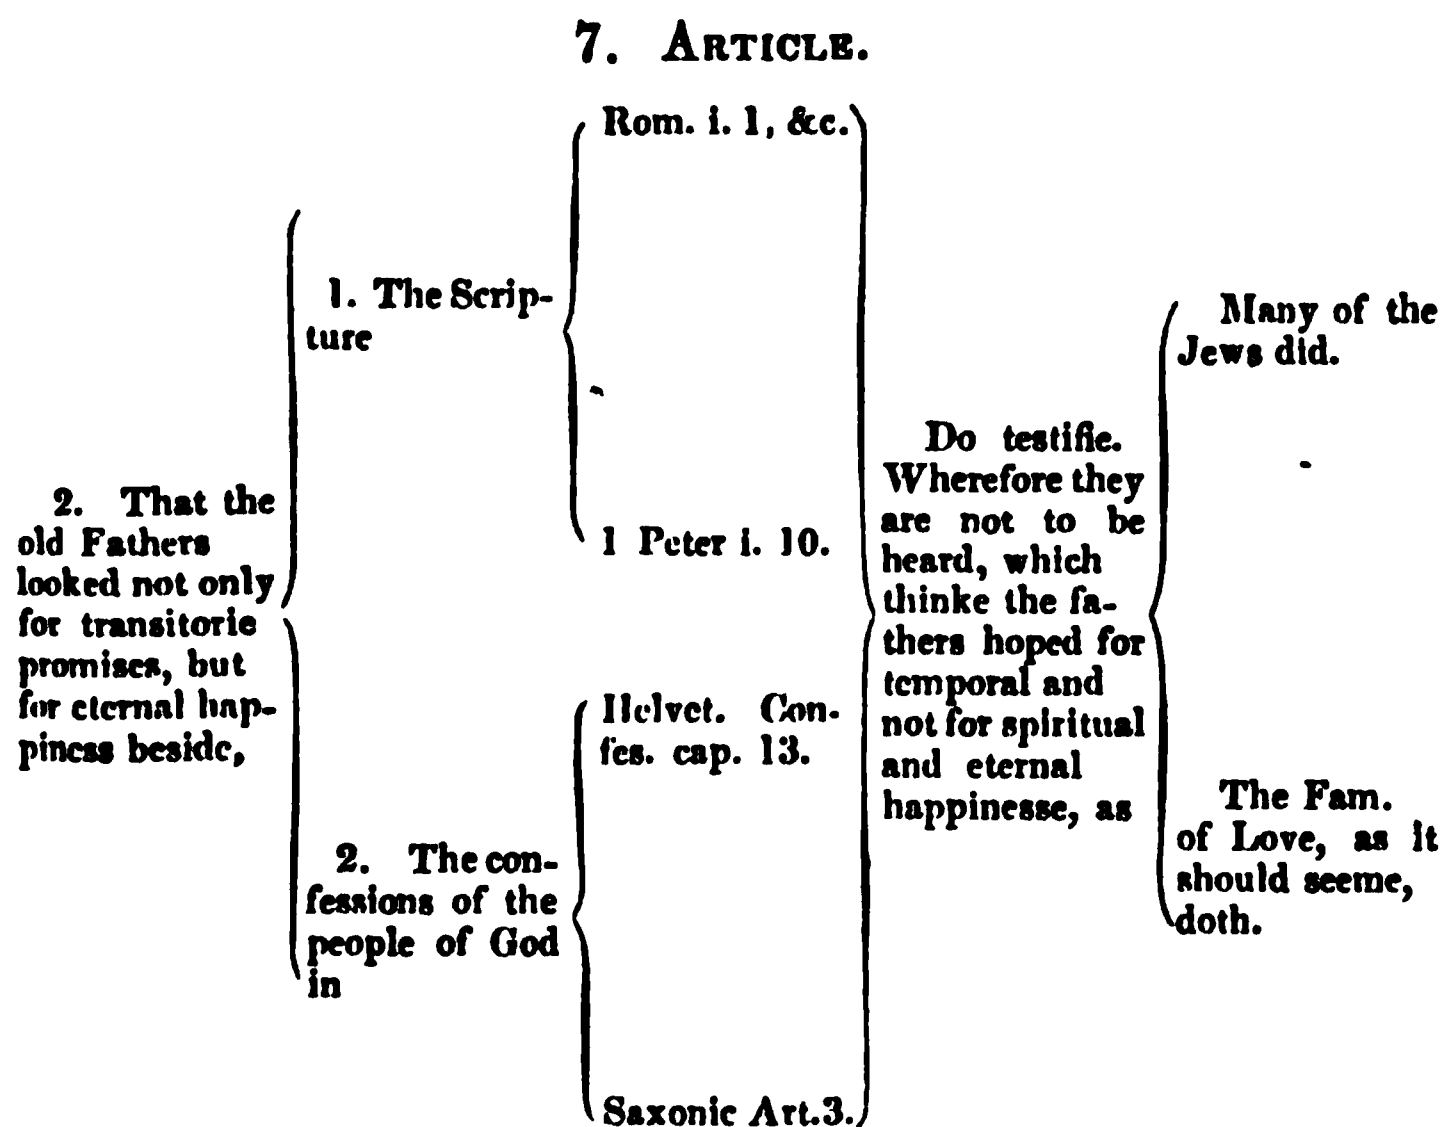 7. ARTICLE.
2. That the
old Fathers
looked not only
for transitorie
promises, but
for eternal hap-
piness beside,
1. The Scrip-
ture
Rom. i. 1, &c.
1 Peter i. 10.
2. The con-
fessions of the
people of God
in
Helvet. Con-
fes. cap. 13.
Saxonic Art.3.
Do testifie.
Wherefore they
are not to be
heard, which
thinke the fa-
thers hoped for
temporal and
not for spiritual
and eternal
happinesse, as
Many of the
Jews did.
The Fam.
of Love, as it
should seeme,
doth.